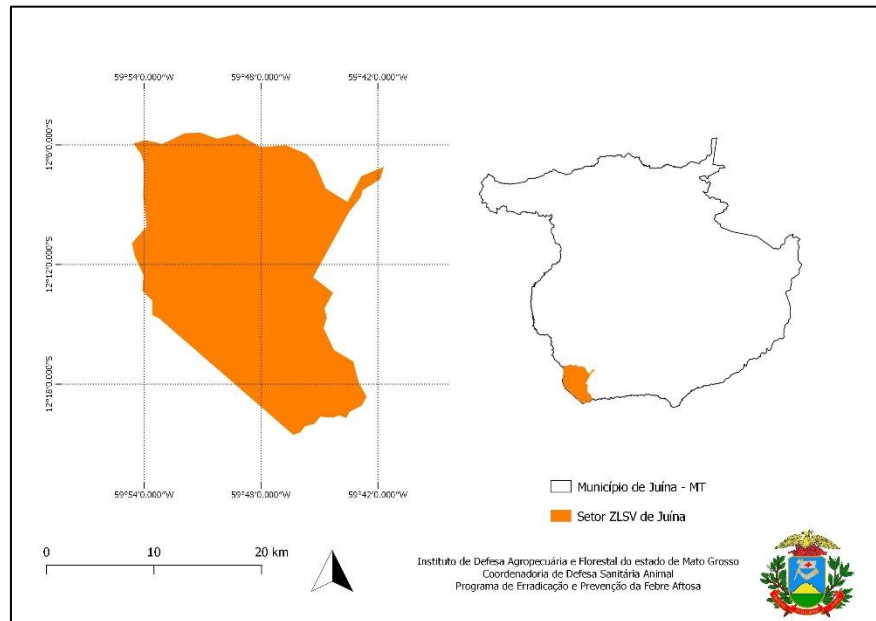 59°54'0.000"W 59°48'0.000"W 59°42'0.000"W
12°6'0.000"S
12°12'0.000"S
12°18'0.000"S
59°54'0.000"W 59°48'0.000"W 59°42'0.000"W
Município de Juína - MT
Setor ZLSV de Juína
0 10 20 km
Instituto de Defesa Agropecuária e Florestal do estado de Mato Grosso
Coordenadoria de Defesa Sanitária Animal
Programa de Erradicação e Prevenção da Febre Aftosa